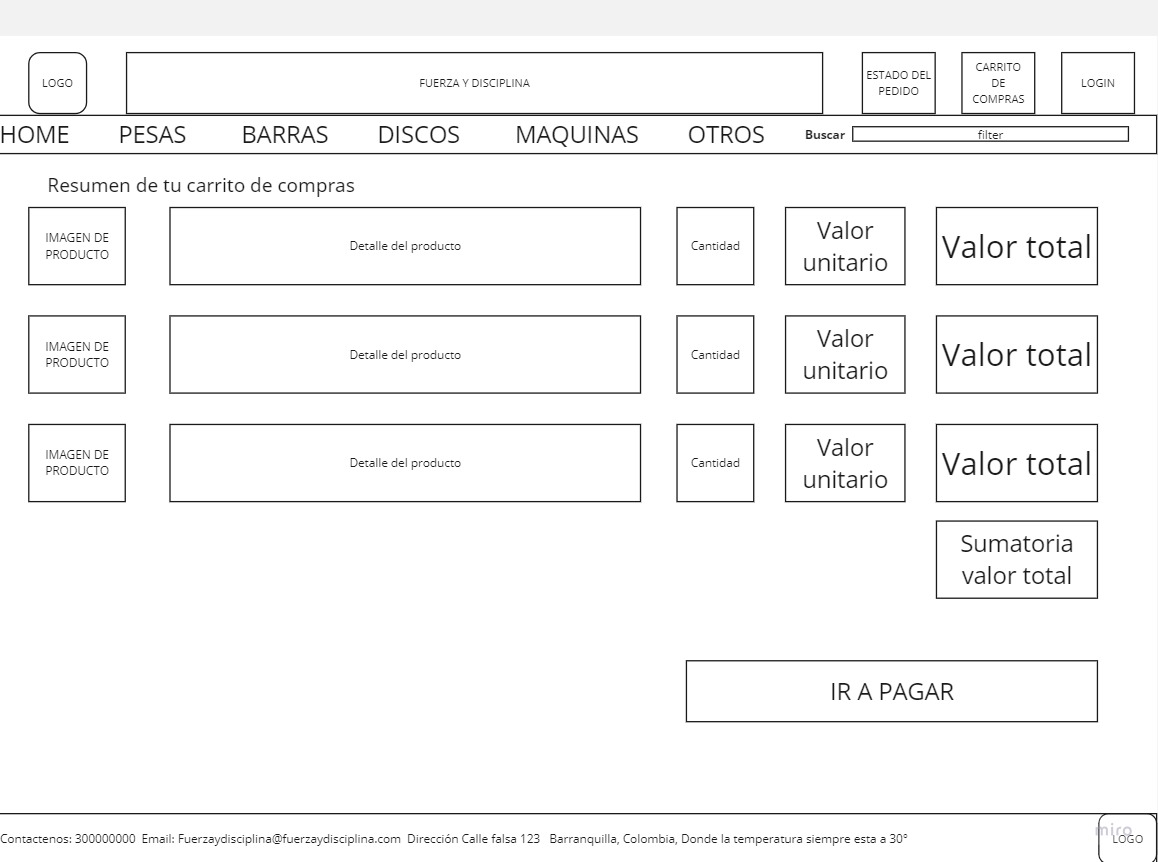 LOGO
FUERZA Y DISCIPLINA
ESTADO DEL
PEDIDO
CARRITO
DE
COMPRAS
LOGIN
HOME PESAS BARRAS DISCOS MAQUINAS OTROS Buscar filter
Resumen de tu carrito de compras
IMAGEN DE
PRODUCTO
Detalle del producto
Cantidad
Valor
unitario
Valor total
IMAGEN DE
PRODUCTO
Detalle del producto
Cantidad
Valor
unitario
Valor total
IMAGEN DE
PRODUCTO
Detalle del producto
Cantidad
Valor
unitario
Valor total
Sumatoria
valor total
IR A PAGAR
Contactenos: 300000000 Email: Fuerzaydisciplina@fuerzaydisciplina.com Dirección Calle falsa 123 Barranquilla, Colombia, Donde la temperatura siempre esta a 30°
miro
LOGO